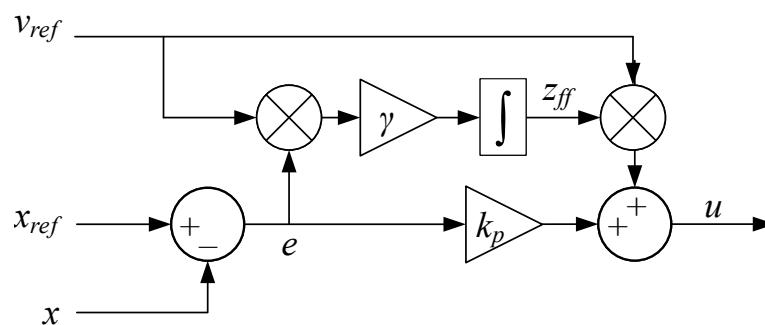 v_ref
z_ff
γ
∫
x_ref
+
−
e
k_p
+
+
u
x